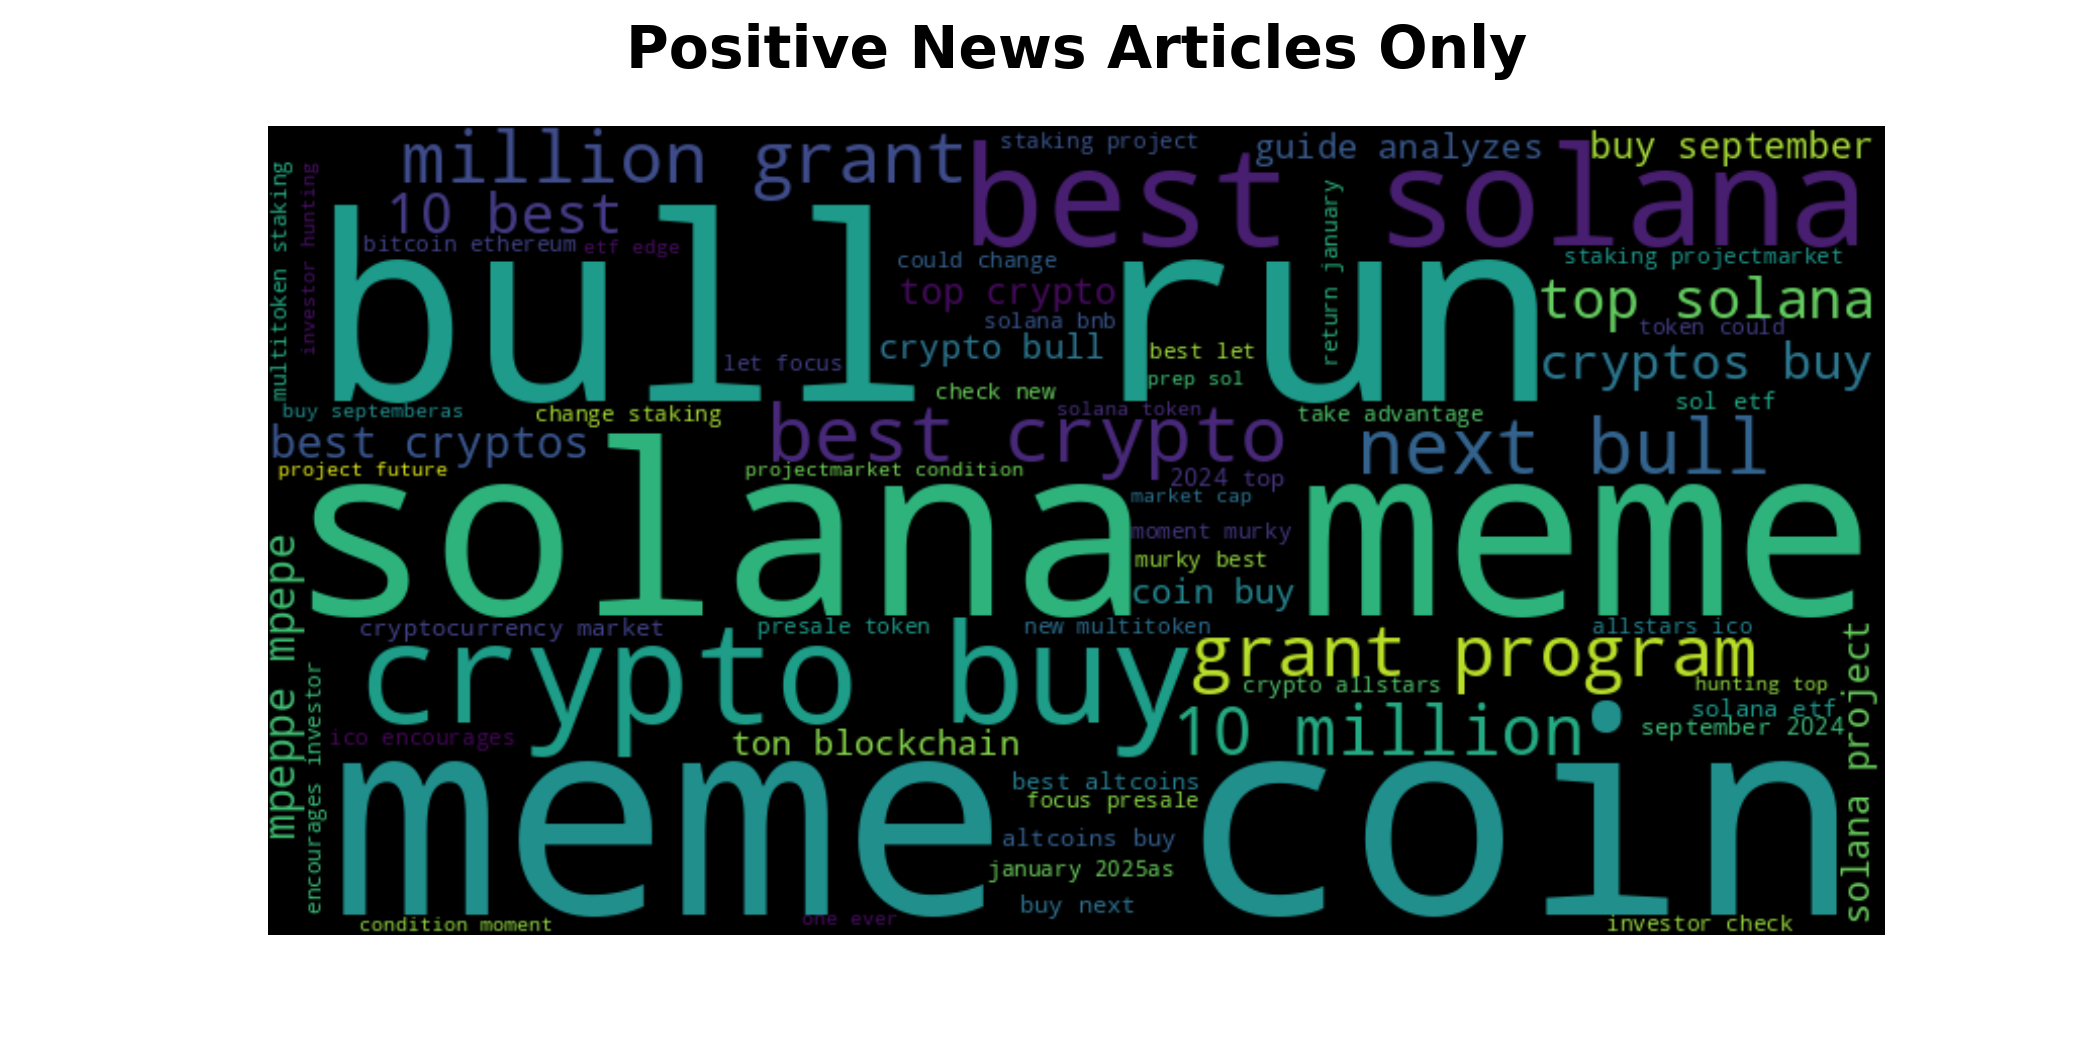 Positive News Articles Only
million grant
staking project
guide analyzes
buy september
best solana
10 best
bull run
bitcoin ethereum
etf edge
multitoken staking
investor hunting
could change
return january
staking projectmarket
top crypto
top solana
solana bnb
token could
crypto bull
best let
cryptos buy
let focus
prep sol
check new
sol etf
buy septemberas
change staking
solana token
take advantage
best cryptos
best crypto
next bull
project future
projectmarket condition
2024 top
market cap
solana meme
moment murky
murky best
coin buy
mpeppe mpepe
cryptocurrency market
presale token
new multitoken
allstars ico
crypto buy
grant program
crypto allstars
hunting top
solana etf
september 2024
encourages investor
solana project
ico encourages
ton blockchain
10 million
meme coin
best altcoins
focus presale
altcoins buy
january 2025as
buy next
condition moment
one ever
investor check